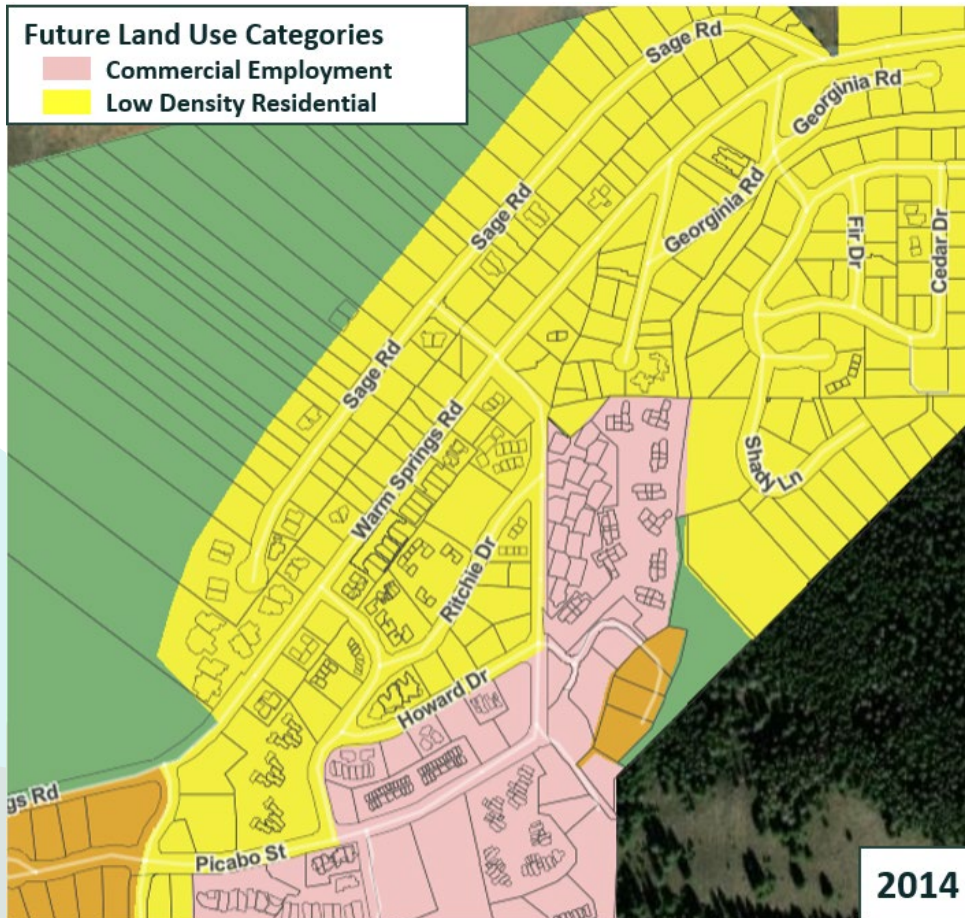 Future Land Use Categories
Commercial Employment
Low Density Residential
Sage Rd
Georginia Rd
Sage Rd
Georginia Rd
Fir Dr
Cedar Dr
Sage Rd
Warm Springs Rd
Shady Ln
Ritchie Dr
Howard Dr
gs Rd
Picabo St
2014